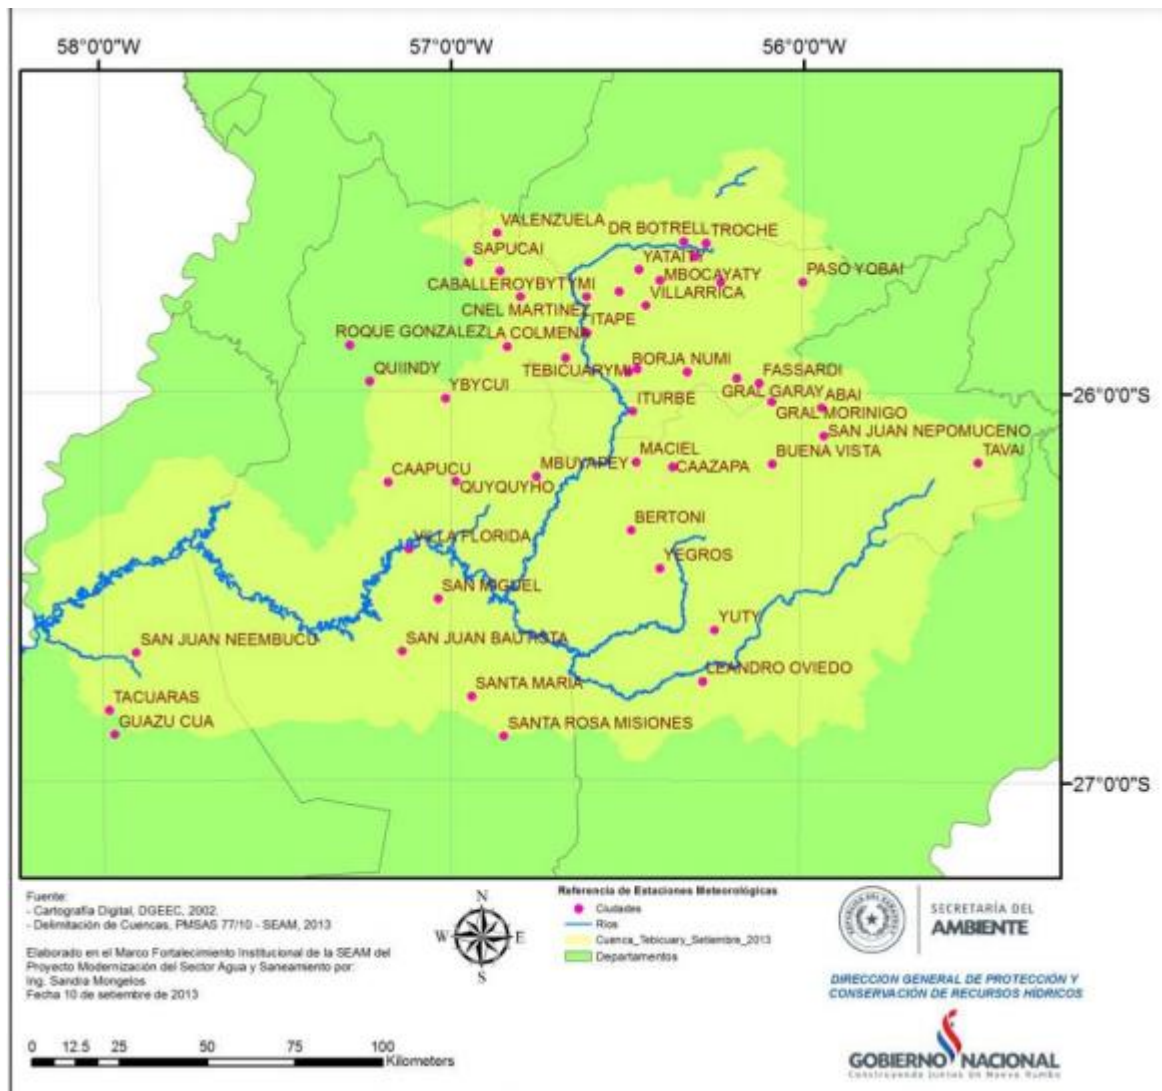 58°0'0"W 57°0'0"W 56°0'0"W
VALENZUELA
DR BOTRELL TROCHE
SAPUCAI
YATAITY
MBOCAYATY
PASO YOBAI
CABALLERO YBYTYMI
VILLARRICA
CNEL MARTINEZ
ITAPE
ROQUE GONZALEZ LA COLMENA
BORJA NUMI
TEBICUARYMI
FASSARDI
QUIINDY
YBYCUI
GRAL GARAY ABAI
26°0'0"S
ITURBE
GRAL MORINIGO
SAN JUAN NEPOMUCENO
MACIEL
BUENA VISTA
TAVAI
CAAPUCU
MBUYAPEY
CAAZAPA
QUYQUYHO
BERTONI
VILLA FLORIDA
YEGROS
SAN MIGUEL
YUTY
SAN JUAN NEEMBUCU
SAN JUAN BAUTISTA
LEANDRO OVIEDO
TACUARAS
SANTA MARIA
GUAZU CUA
SANTA ROSA MISIONES
27°0'0"S
Fuente:
- Cartografía Digital, DGEEC, 2002.
- Delimitación de Cuencas, PMSAS 77/10 - SEAM, 2013
Elaborado en el Marco Fortalecimiento Institucional de la SEAM del
Proyecto Modernización del Sector Agua y Saneamiento por:
Ing. Sandra Mongelos
Fecha 10 de setiembre de 2013
N
W E
S
Referencia de Estaciones Meteorológicas
Ciudades
Rios
Cuenca_Tebicuary_Setiembre_2013
Departamentos
SECRETARÍA DEL
AMBIENTE
DIRECCION GENERAL DE PROTECCIÓN Y
CONSERVACIÓN DE RECURSOS HÍDRICOS
0 12.5 25 50 75 100
Kilometers
GOBIERNO NACIONAL
Construyendo Juntos Un Nuevo Rumbo